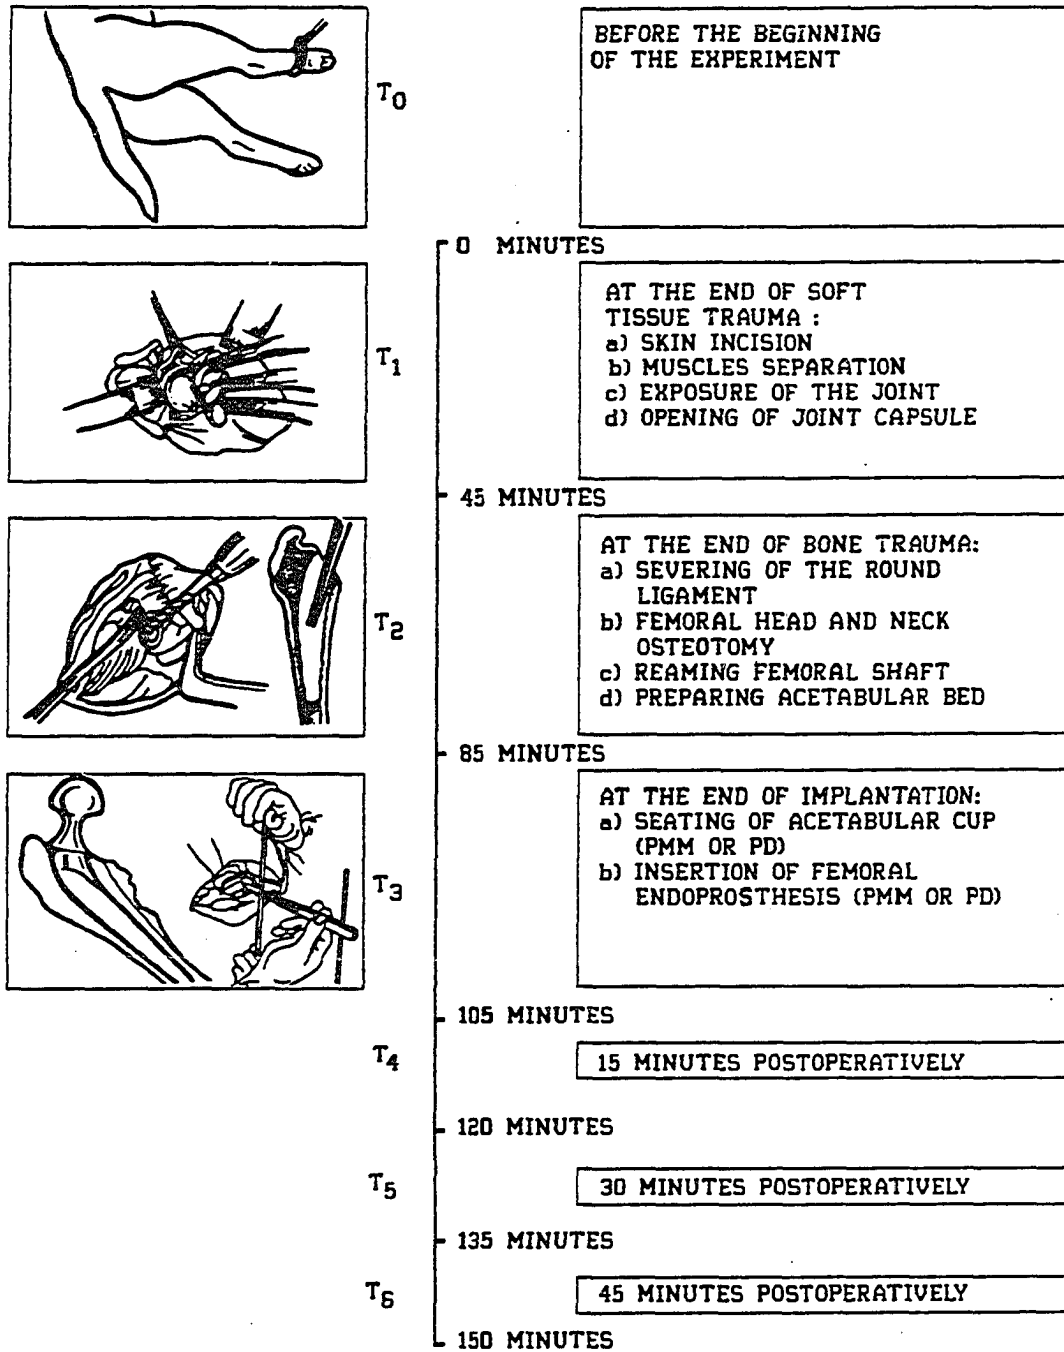 T0
BEFORE THE BEGINNING
OF THE EXPERIMENT
0 MINUTES
T1
AT THE END OF SOFT
TISSUE TRAUMA :
a) SKIN INCISION
b) MUSCLES SEPARATION
c) EXPOSURE OF THE JOINT
d) OPENING OF JOINT CAPSULE
45 MINUTES
T2
AT THE END OF BONE TRAUMA:
a) SEVERING OF THE ROUND
LIGAMENT
b) FEMORAL HEAD AND NECK
OSTEOTOMY
c) REAMING FEMORAL SHAFT
d) PREPARING ACETABULAR BED
85 MINUTES
T3
AT THE END OF IMPLANTATION:
a) SEATING OF ACETABULAR CUP
(PMM OR PD)
b) INSERTION OF FEMORAL
ENDOPROSTHESIS (PMM OR PD)
105 MINUTES
T4
15 MINUTES POSTOPERATIVELY
120 MINUTES
T5
30 MINUTES POSTOPERATIVELY
135 MINUTES
T6
45 MINUTES POSTOPERATIVELY
150 MINUTES